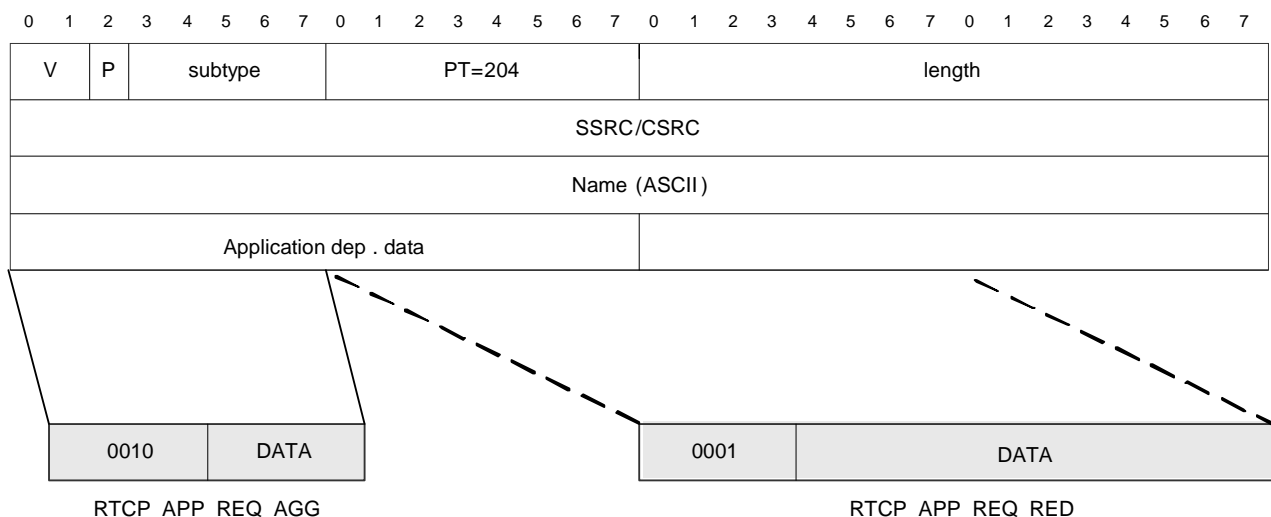 0 1 2 3 4 5 6 7 0 1 2 3 4 5 6 7 0 1 2 3 4 5 6 7 0 1 2 3 4 5 6 7
V P subtype PT=204 length
SSRC/CSRC
Name (ASCII)
Application dep . data
0010 DATA 0001 DATA
RTCP APP REQ AGG RTCP APP REQ RED